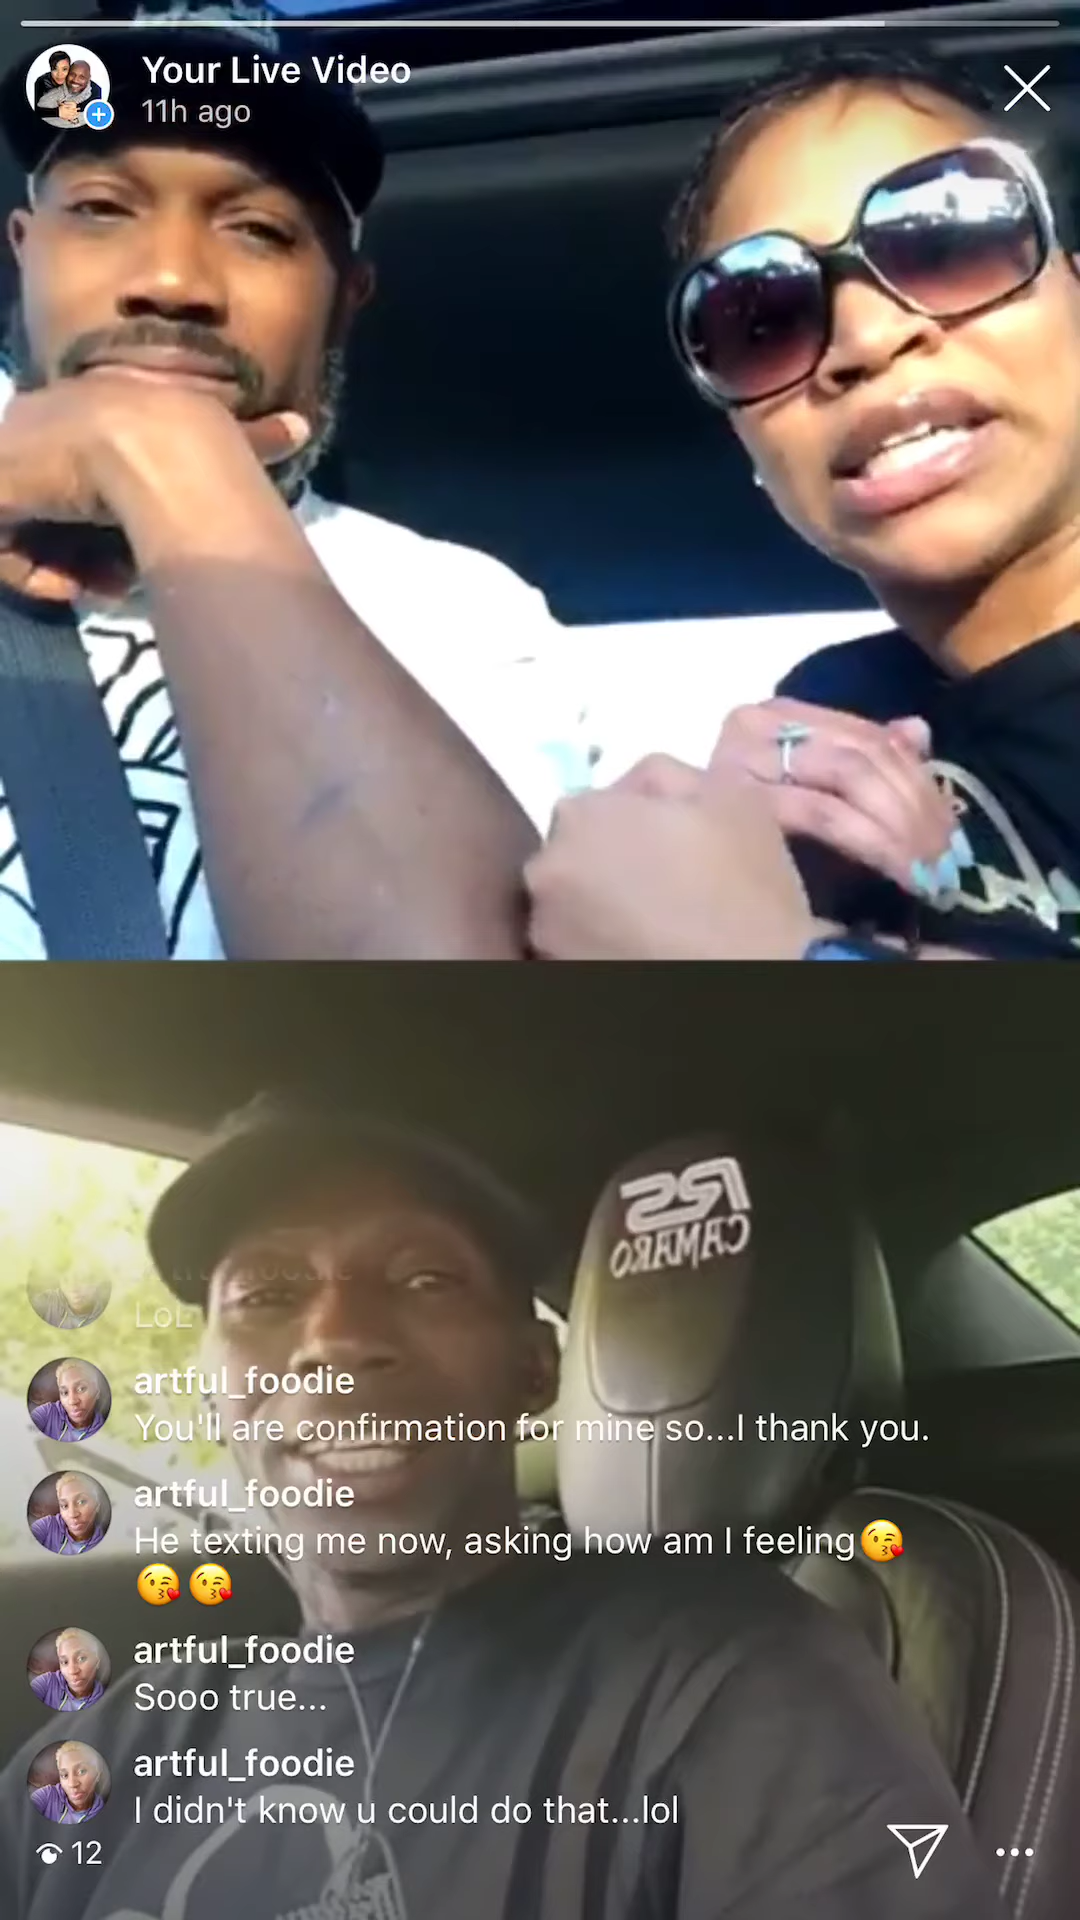 Your Live Video
11h ago
RS
CAMARO
LoL
artful_foodie
You'll are confirmation for mine so...I thank you.
artful_foodie
He texting me now, asking how am I feeling😘
😘😘
artful_foodie
Sooo true...
artful_foodie
I didn't know u could do that...lol
12